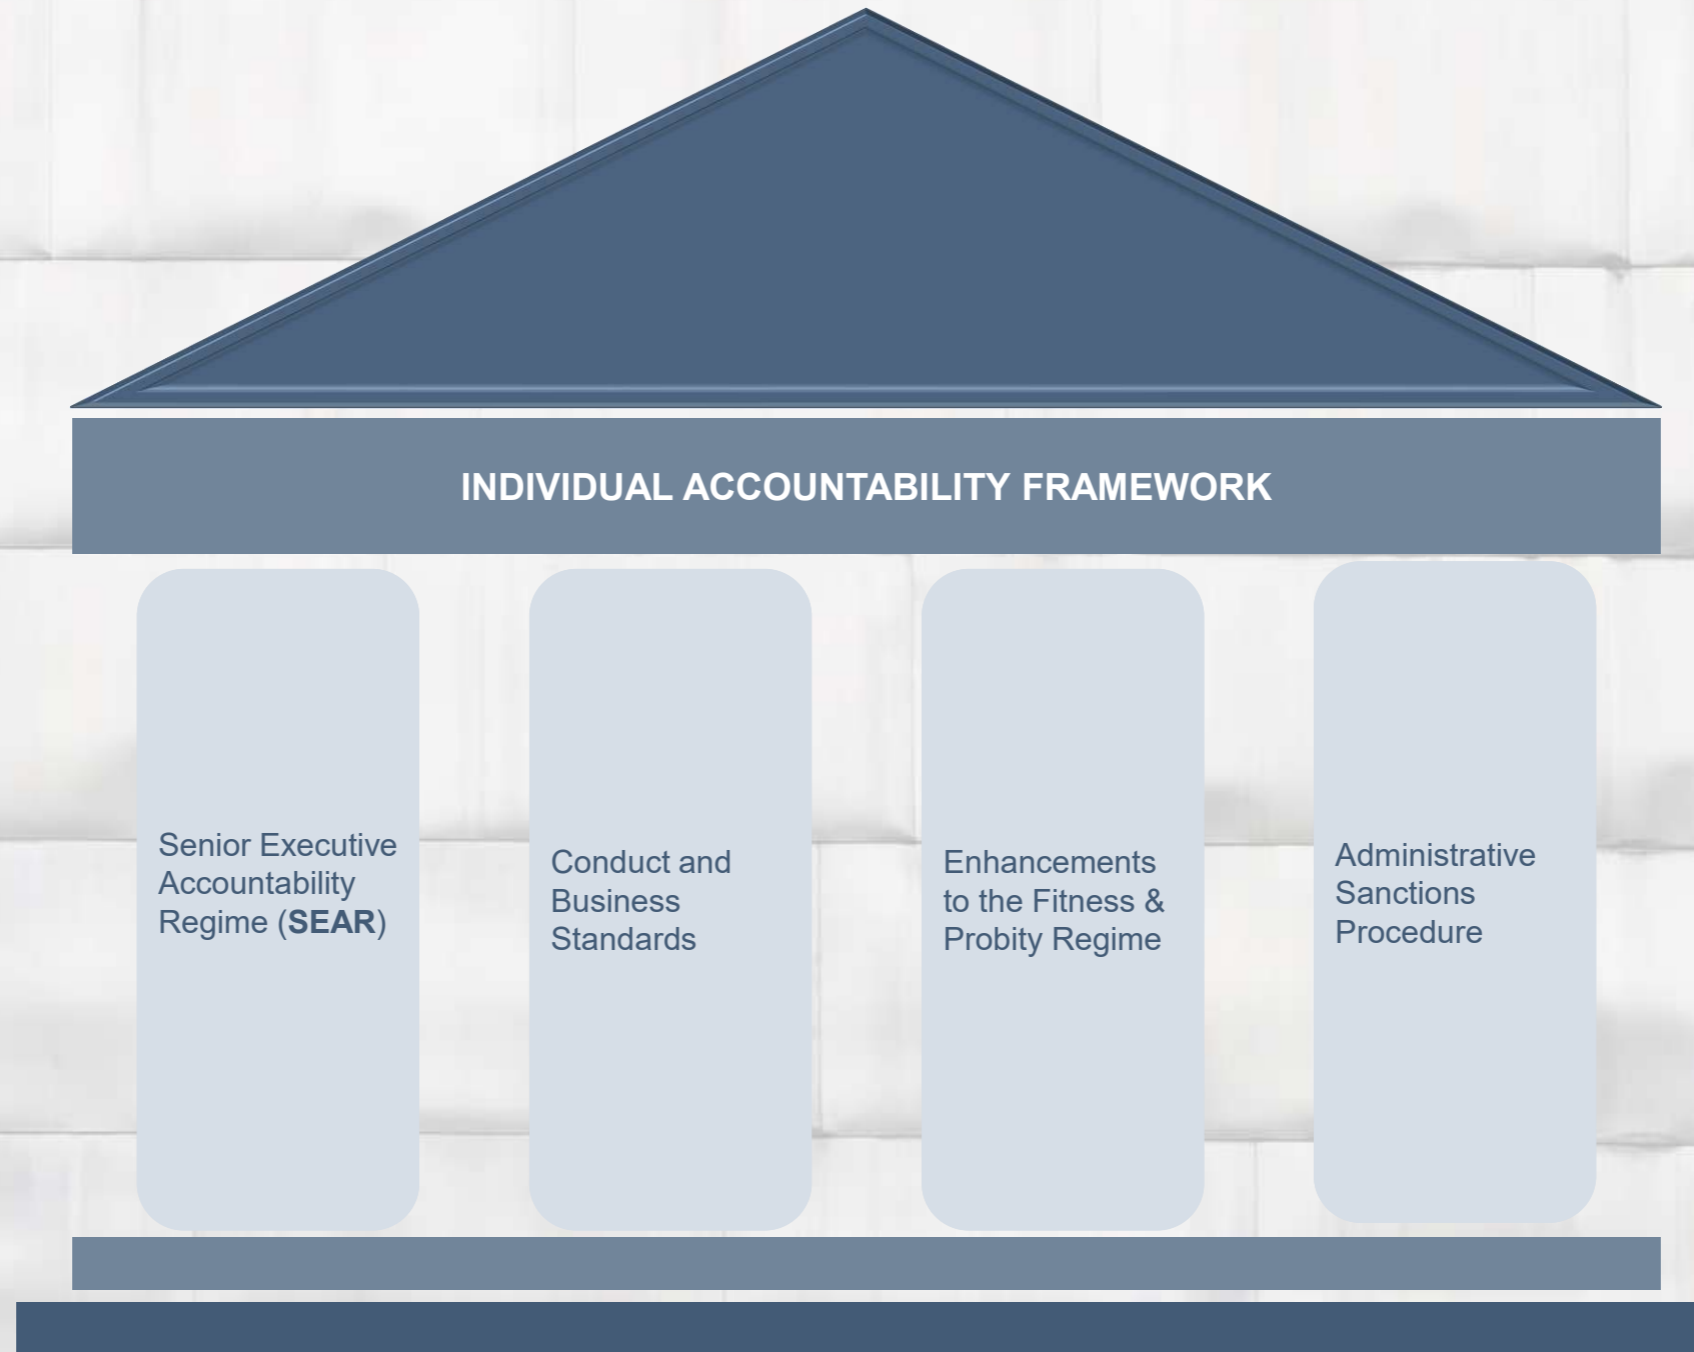 INDIVIDUAL ACCOUNTABILITY FRAMEWORK
Senior Executive
Accountability
Regime (SEAR)
Conduct and
Business
Standards
Enhancements
to the Fitness &
Probity Regime
Administrative
Sanctions
Procedure